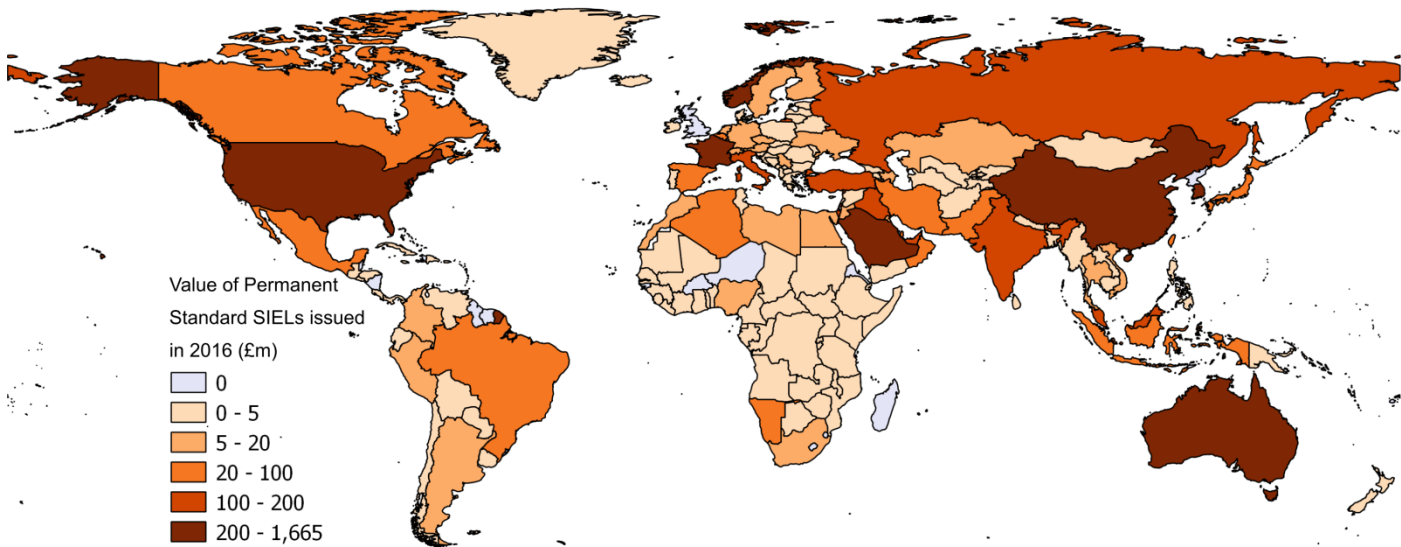 Value of Permanent
Standard SIELs issued
in 2016 (£m)
0
0 - 5
5 - 20
20 - 100
100 - 200
200 - 1,665